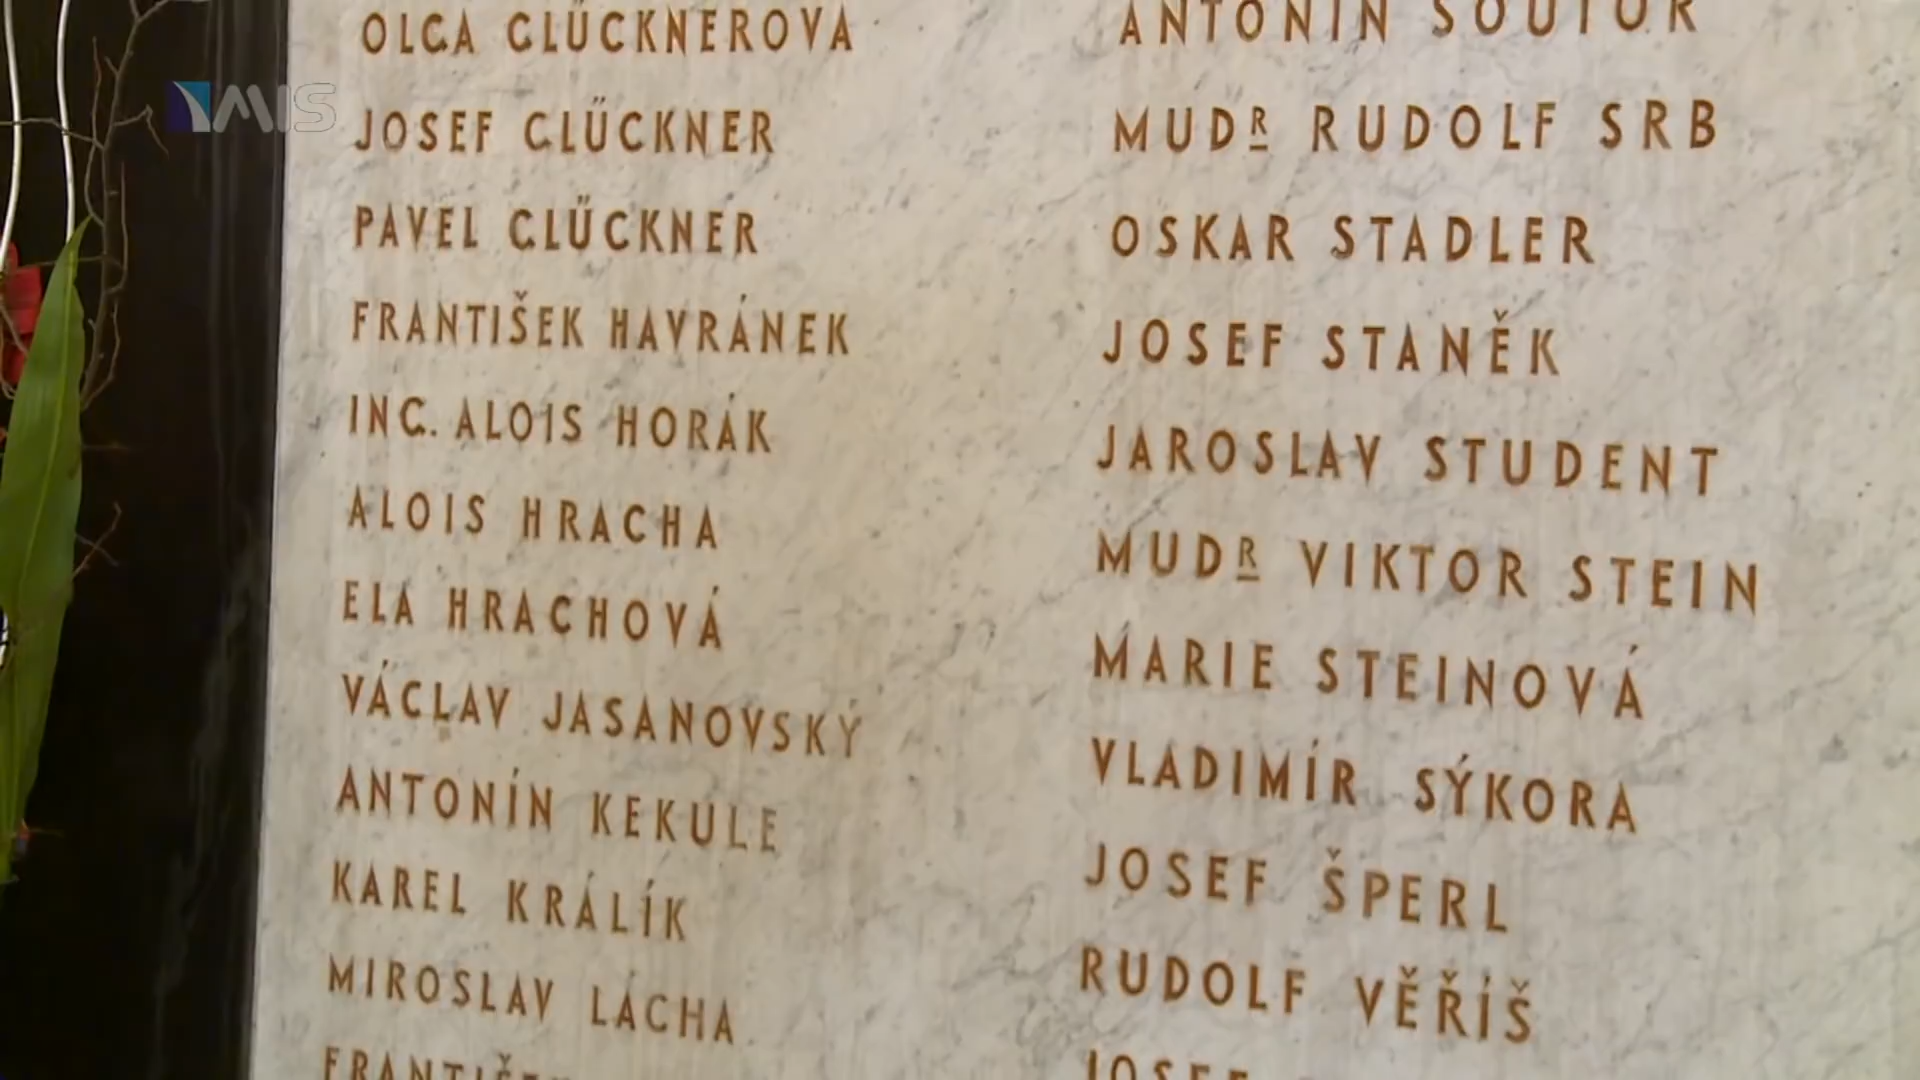 MIS
OLGA GLÜCKNEROVÁ
JOSEF GLÜCKNER
PAVEL GLÜCKNER
FRANTIŠEK HAVRÁNEK
ING. ALOIS HORÁK
ALOIS HRACHA
ELA HRACHOVÁ
VÁCLAV JASANOVSKÝ
ANTONÍN KEKULE
KAREL KRÁLÍK
MIROSLAV LÁCHA
ANTONÍN SOUTOR
MUDR RUDOLF SRB
OSKAR STADLER
JOSEF STANĚK
JAROSLAV STUDENT
MUDR VIKTOR STEIN
MARIE STEINOVÁ
VLADIMÍR SÝKORA
JOSEF ŠPERL
RUDOLF VĚŘÍŠ
JOSEF